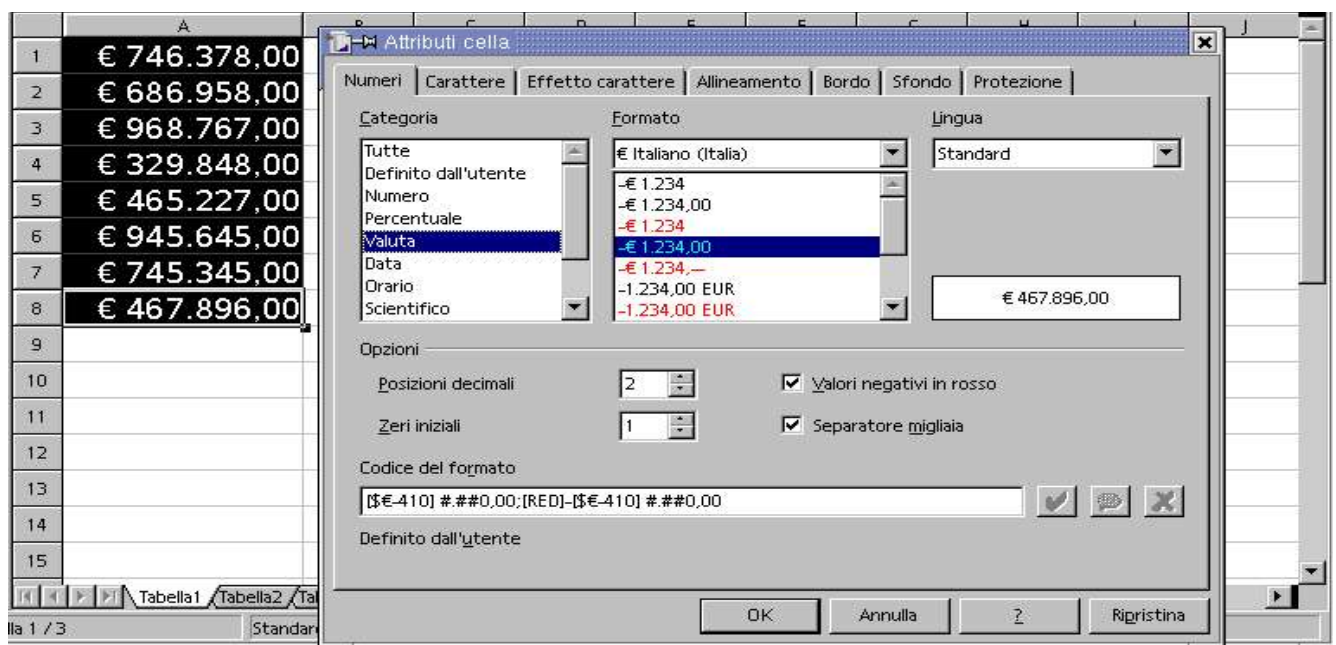 A
J
Attributi cella
1 € 746.378,00
2 € 686.958,00
3 € 968.767,00
4 € 329.848,00
5 € 465.227,00
6 € 945.645,00
7 € 745.345,00
8 € 467.896,00
9
10
11
12
13
14
15
Numeri Carattere Effetto carattere Allineamento Bordo Sfondo Protezione
Categoria Formato Lingua
Tutte
Definito dall'utente
Numero
Percentuale
Valuta
Data
Orario
Scientifico
€ Italiano (Italia)
-€ 1.234
-€ 1.234,00
-€ 1.234
-€ 1.234,00
-€ 1.234,--
-1.234,00 EUR
-1.234,00 EUR
Standard
€ 467.896,00
Opzioni
Posizioni decimali 2 Valori negativi in rosso
Zeri iniziali 1 Separatore migliaia
Codice del formato
[$€-410] #.##0,00;[RED]-[$€-410] #.##0,00
Definito dall'utente
OK Annulla ? Ripristina
Tabella1 Tabella2
1 / 3